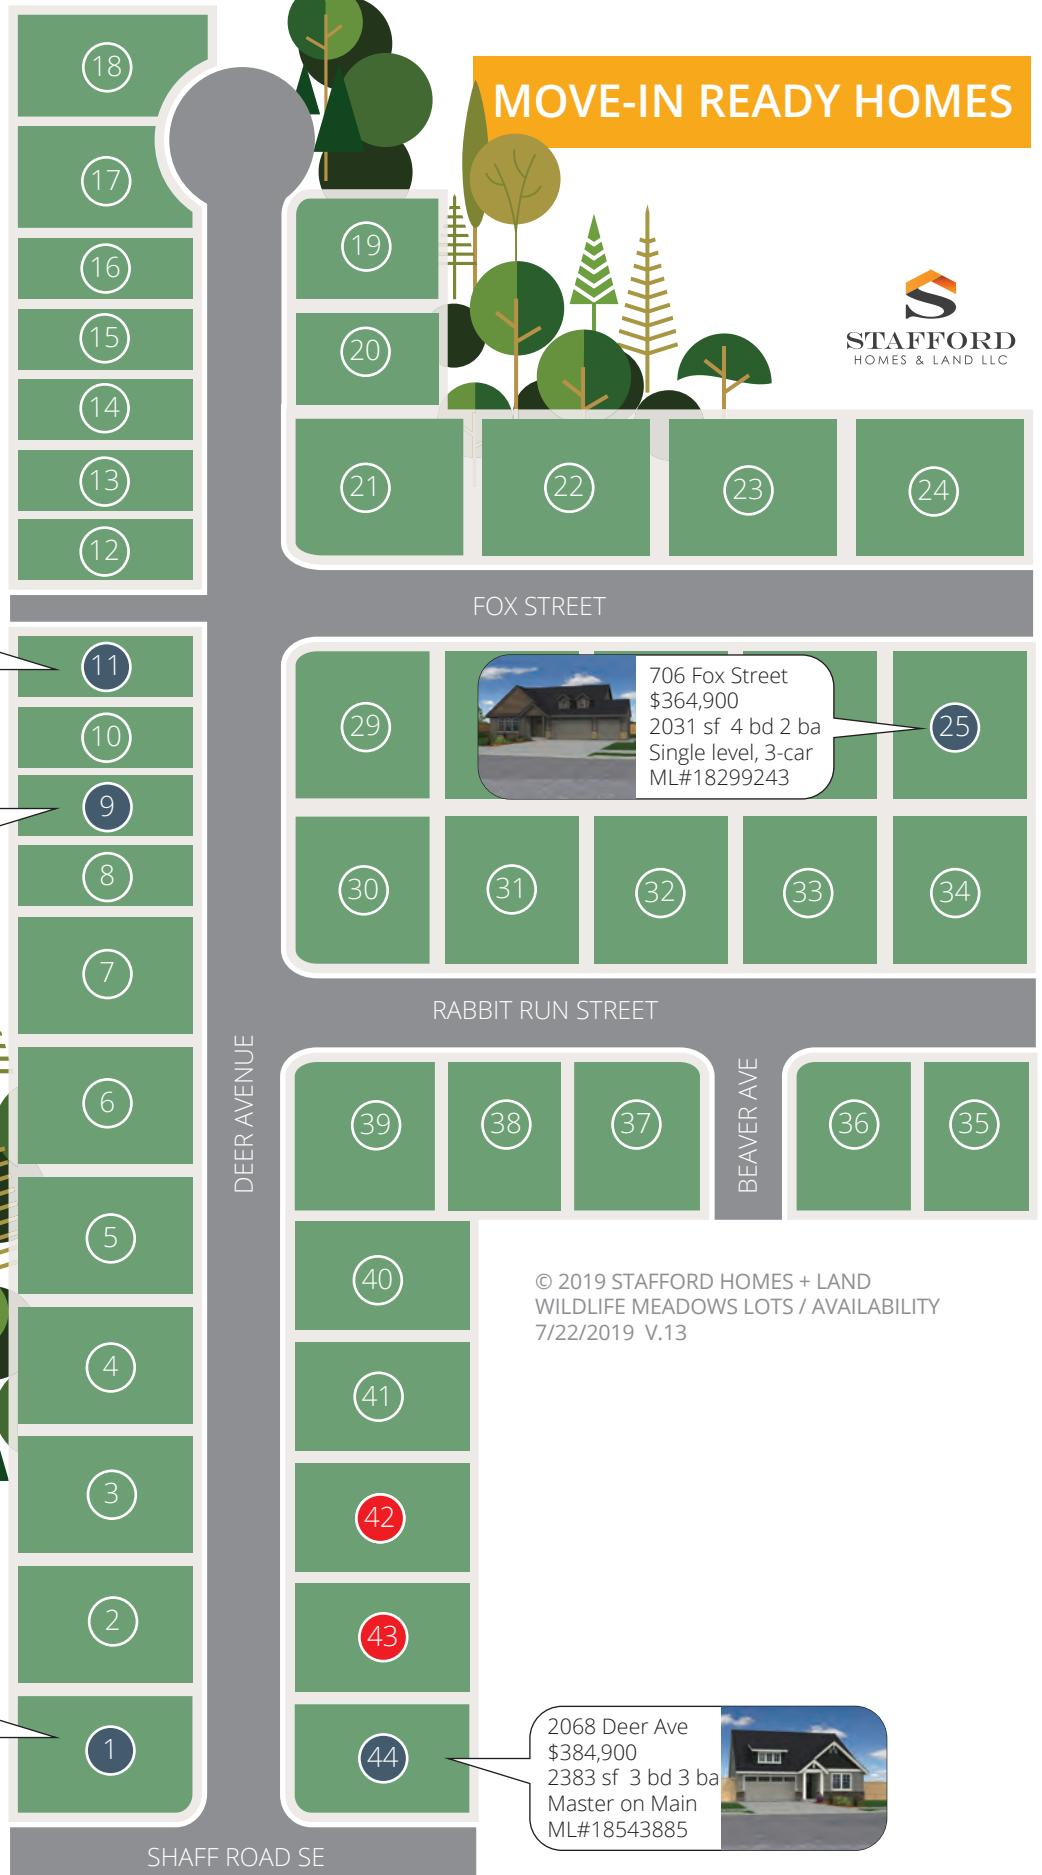 MOVE-IN READY HOMES
STAFFORD
HOMES & LAND LLC
18
17
16
15
14
13
12
19
20
21
22
23
24
FOX STREET
11
10
9
8
7
6
5
4
3
2
1
29
706 Fox Street
$364,900
2031 sf 4 bd 2 ba
Single level, 3-car
ML#18299243
25
30
31
32
33
34
RABBIT RUN STREET
DEER AVENUE
BEAVER AVE
39
38
37
36
35
40
41
42
43
44
© 2019 STAFFORD HOMES + LAND
WILDLIFE MEADOWS LOTS / AVAILABILITY
7/22/2019 V.13
2068 Deer Ave
$384,900
2383 sf 3 bd 3 ba
Master on Main
ML#18543885
SHAFF ROAD SE